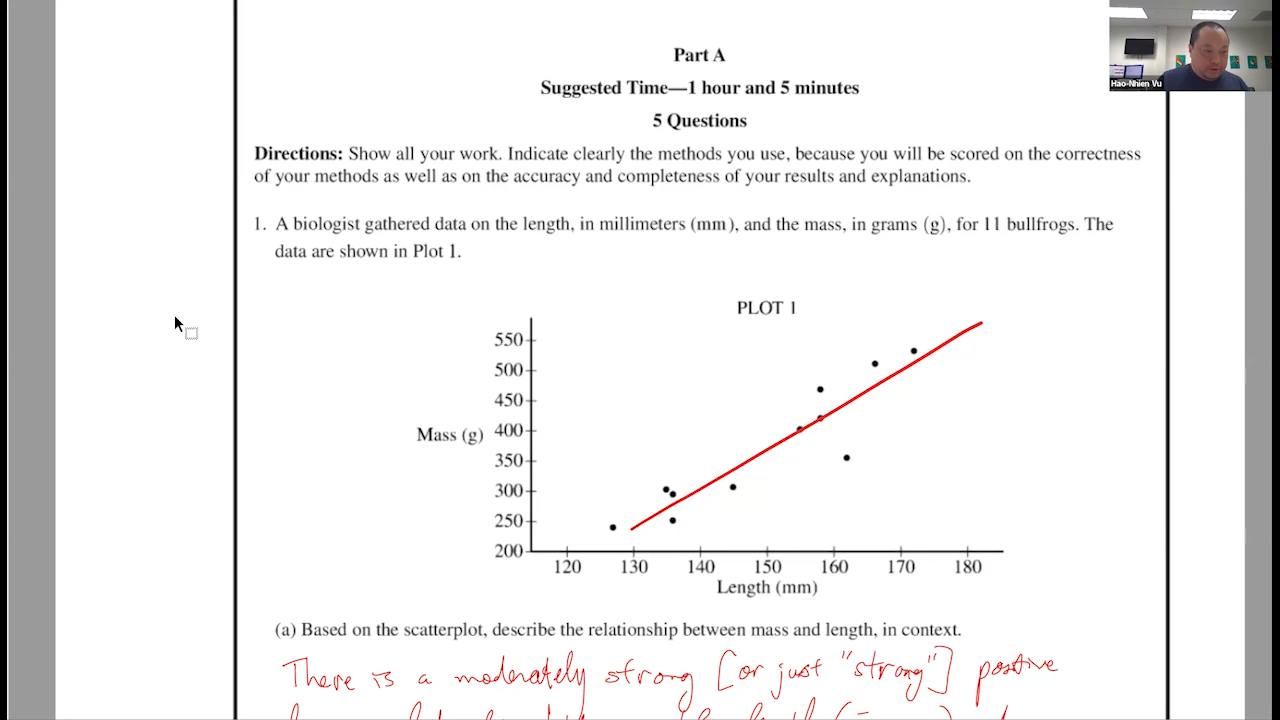 Part A
Suggested Time—1 hour and 5 minutes
5 Questions
Directions: Show all your work. Indicate clearly the methods you use, because you will be scored on the correctness
of your methods as well as on the accuracy and completeness of your results and explanations.
1. A biologist gathered data on the length, in millimeters (mm), and the mass, in grams (g), for 11 bullfrogs. The
data are shown in Plot 1.
PLOT 1
550
500
450
Mass (g) 400
350
300
250
200
120 130 140 150 160 170 180
Length (mm)
(a) Based on the scatterplot, describe the relationship between mass and length, in context.
There is a moderately strong [or just "strong"] positive
Hao-Nhien Vu